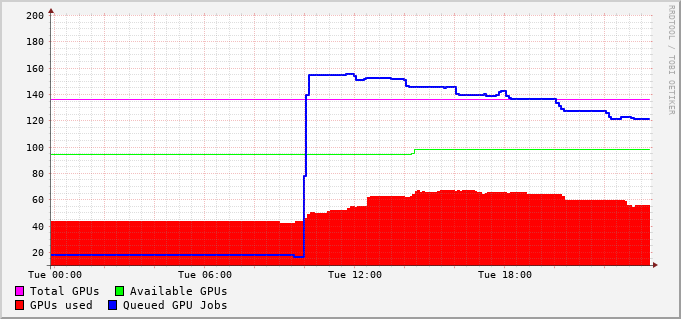 200
180
160
140
120
100
80
60
40
20
Tue 00:00 Tue 06:00 Tue 12:00 Tue 18:00
Total GPUs Available GPUs
GPUs used Queued GPU Jobs
RRDTOOL / TOBI OETIKER